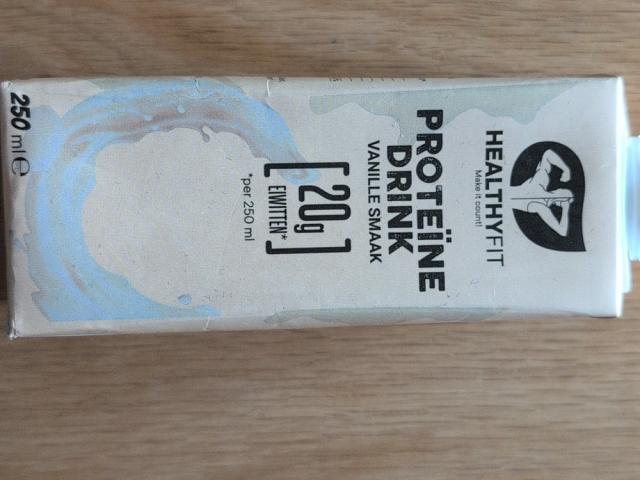 HEALTHYFIT
Make it count!
PROTEÏNE
DRINK
VANILLE SMAAK
[20g]
EIWITTEN*
*per 250 ml
250 ml ℮